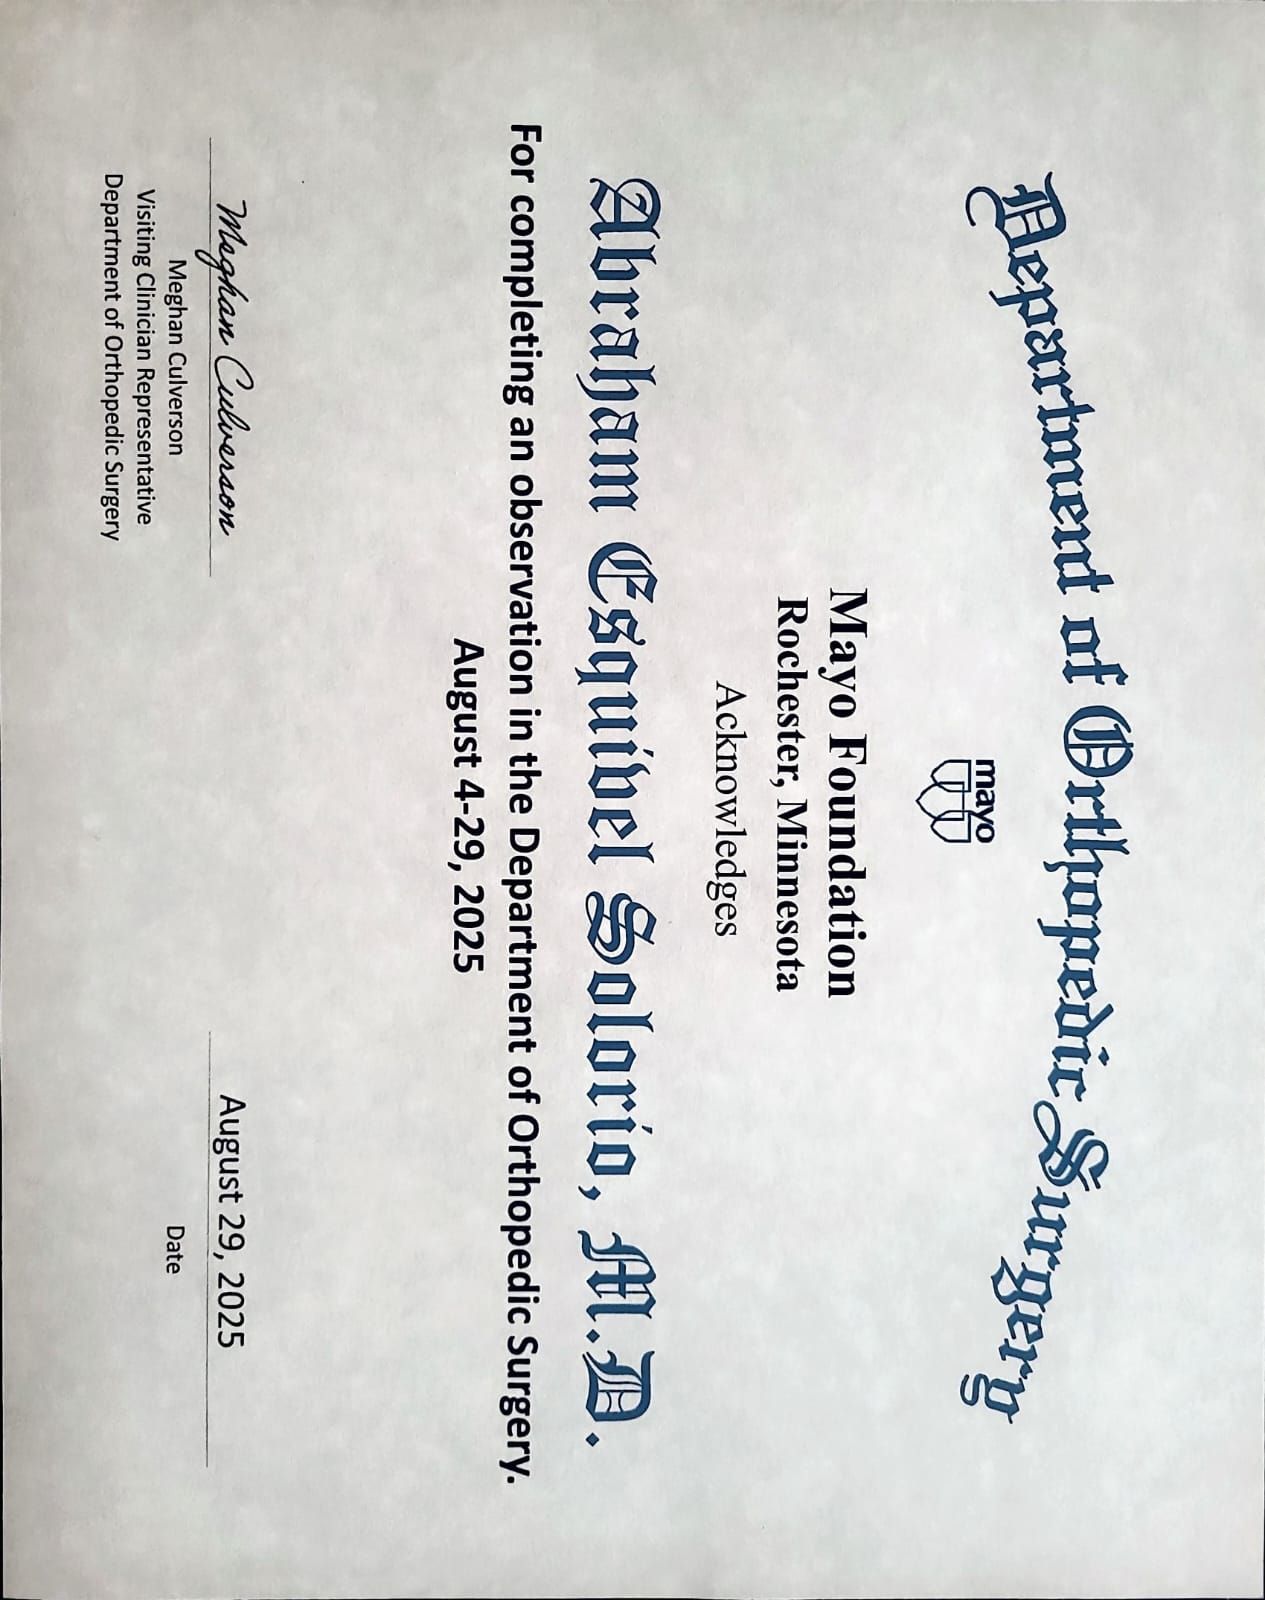 Department of Orthopedic Surgery
mayo
Mayo Foundation
Rochester, Minnesota
Acknowledges
Abraham Esquivel Solorio, M.D.
For completing an observation in the Department of Orthopedic Surgery.
August 4-29, 2025
Meghan Culverson
Meghan Culverson
Visiting Clinician Representative
Department of Orthopedic Surgery
August 29, 2025
Date